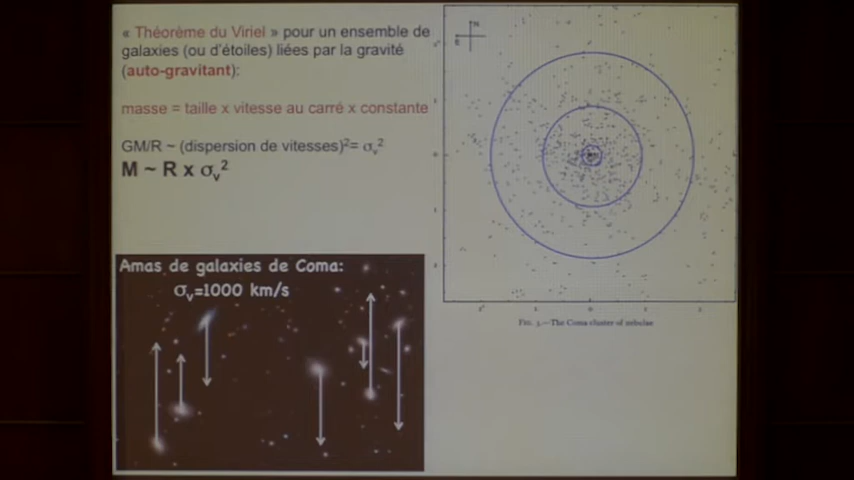 « Théorème du Viriel » pour un ensemble de
galaxies (ou d'étoiles) liées par la gravité
(auto-gravitant):
masse = taille x vitesse au carré x constante
GM/R ~ (dispersion de vitesses)²= σᵥ²
M ~ R x σᵥ²
Amas de galaxies de Coma:
σᵥ=1000 km/s
N
E
FIG. 3.—The Coma cluster of nebulae